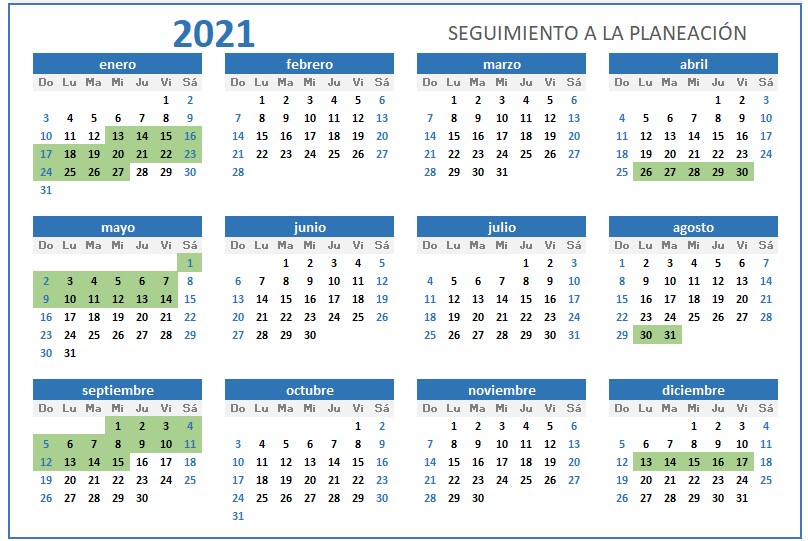 2021
SEGUIMIENTO A LA PLANEACIÓN
enero
Do Lu Ma Mi Ju Vi Sá
1 2
3 4 5 6 7 8 9
10 11 12 13 14 15 16
17 18 19 20 21 22 23
24 25 26 27 28 29 30
31
febrero
Do Lu Ma Mi Ju Vi Sá
1 2 3 4 5 6
7 8 9 10 11 12 13
14 15 16 17 18 19 20
21 22 23 24 25 26 27
28
marzo
Do Lu Ma Mi Ju Vi Sá
1 2 3 4 5 6
7 8 9 10 11 12 13
14 15 16 17 18 19 20
21 22 23 24 25 26 27
28 29 30 31
abril
Do Lu Ma Mi Ju Vi Sá
1 2 3
4 5 6 7 8 9 10
11 12 13 14 15 16 17
18 19 20 21 22 23 24
25 26 27 28 29 30
mayo
Do Lu Ma Mi Ju Vi Sá
1
2 3 4 5 6 7 8
9 10 11 12 13 14 15
16 17 18 19 20 21 22
23 24 25 26 27 28 29
30 31
junio
Do Lu Ma Mi Ju Vi Sá
1 2 3 4 5
6 7 8 9 10 11 12
13 14 15 16 17 18 19
20 21 22 23 24 25 26
27 28 29 30
julio
Do Lu Ma Mi Ju Vi Sá
1 2 3
4 5 6 7 8 9 10
11 12 13 14 15 16 17
18 19 20 21 22 23 24
25 26 27 28 29 30 31
agosto
Do Lu Ma Mi Ju Vi Sá
1 2 3 4 5 6 7
8 9 10 11 12 13 14
15 16 17 18 19 20 21
22 23 24 25 26 27 28
29 30 31
septiembre
Do Lu Ma Mi Ju Vi Sá
1 2 3 4
5 6 7 8 9 10 11
12 13 14 15 16 17 18
19 20 21 22 23 24 25
26 27 28 29 30
octubre
Do Lu Ma Mi Ju Vi Sá
1 2
3 4 5 6 7 8 9
10 11 12 13 14 15 16
17 18 19 20 21 22 23
24 25 26 27 28 29 30
31
noviembre
Do Lu Ma Mi Ju Vi Sá
1 2 3 4 5 6
7 8 9 10 11 12 13
14 15 16 17 18 19 20
21 22 23 24 25 26 27
28 29 30
diciembre
Do Lu Ma Mi Ju Vi Sá
1 2 3 4
5 6 7 8 9 10 11
12 13 14 15 16 17 18
19 20 21 22 23 24 25
26 27 28 29 30 31